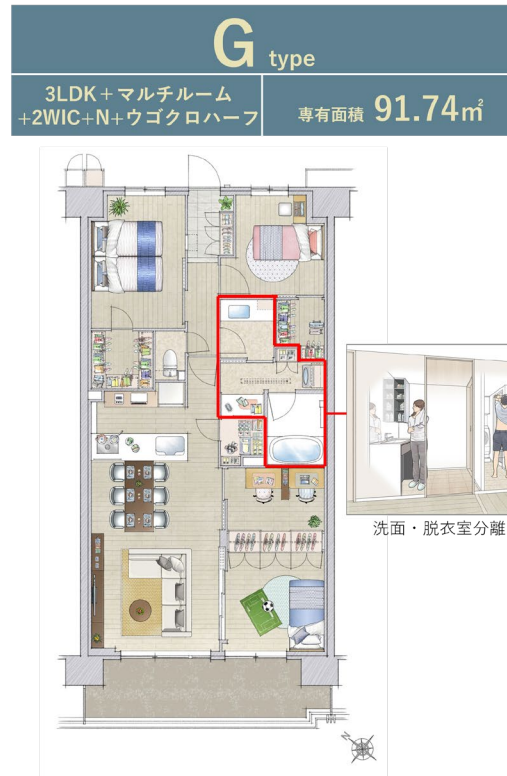 G type
3LDK+マルチルーム
+2WIC+N+ウゴクロハーフ
専有面積 91.74㎡
洗面・脱衣室分離
N